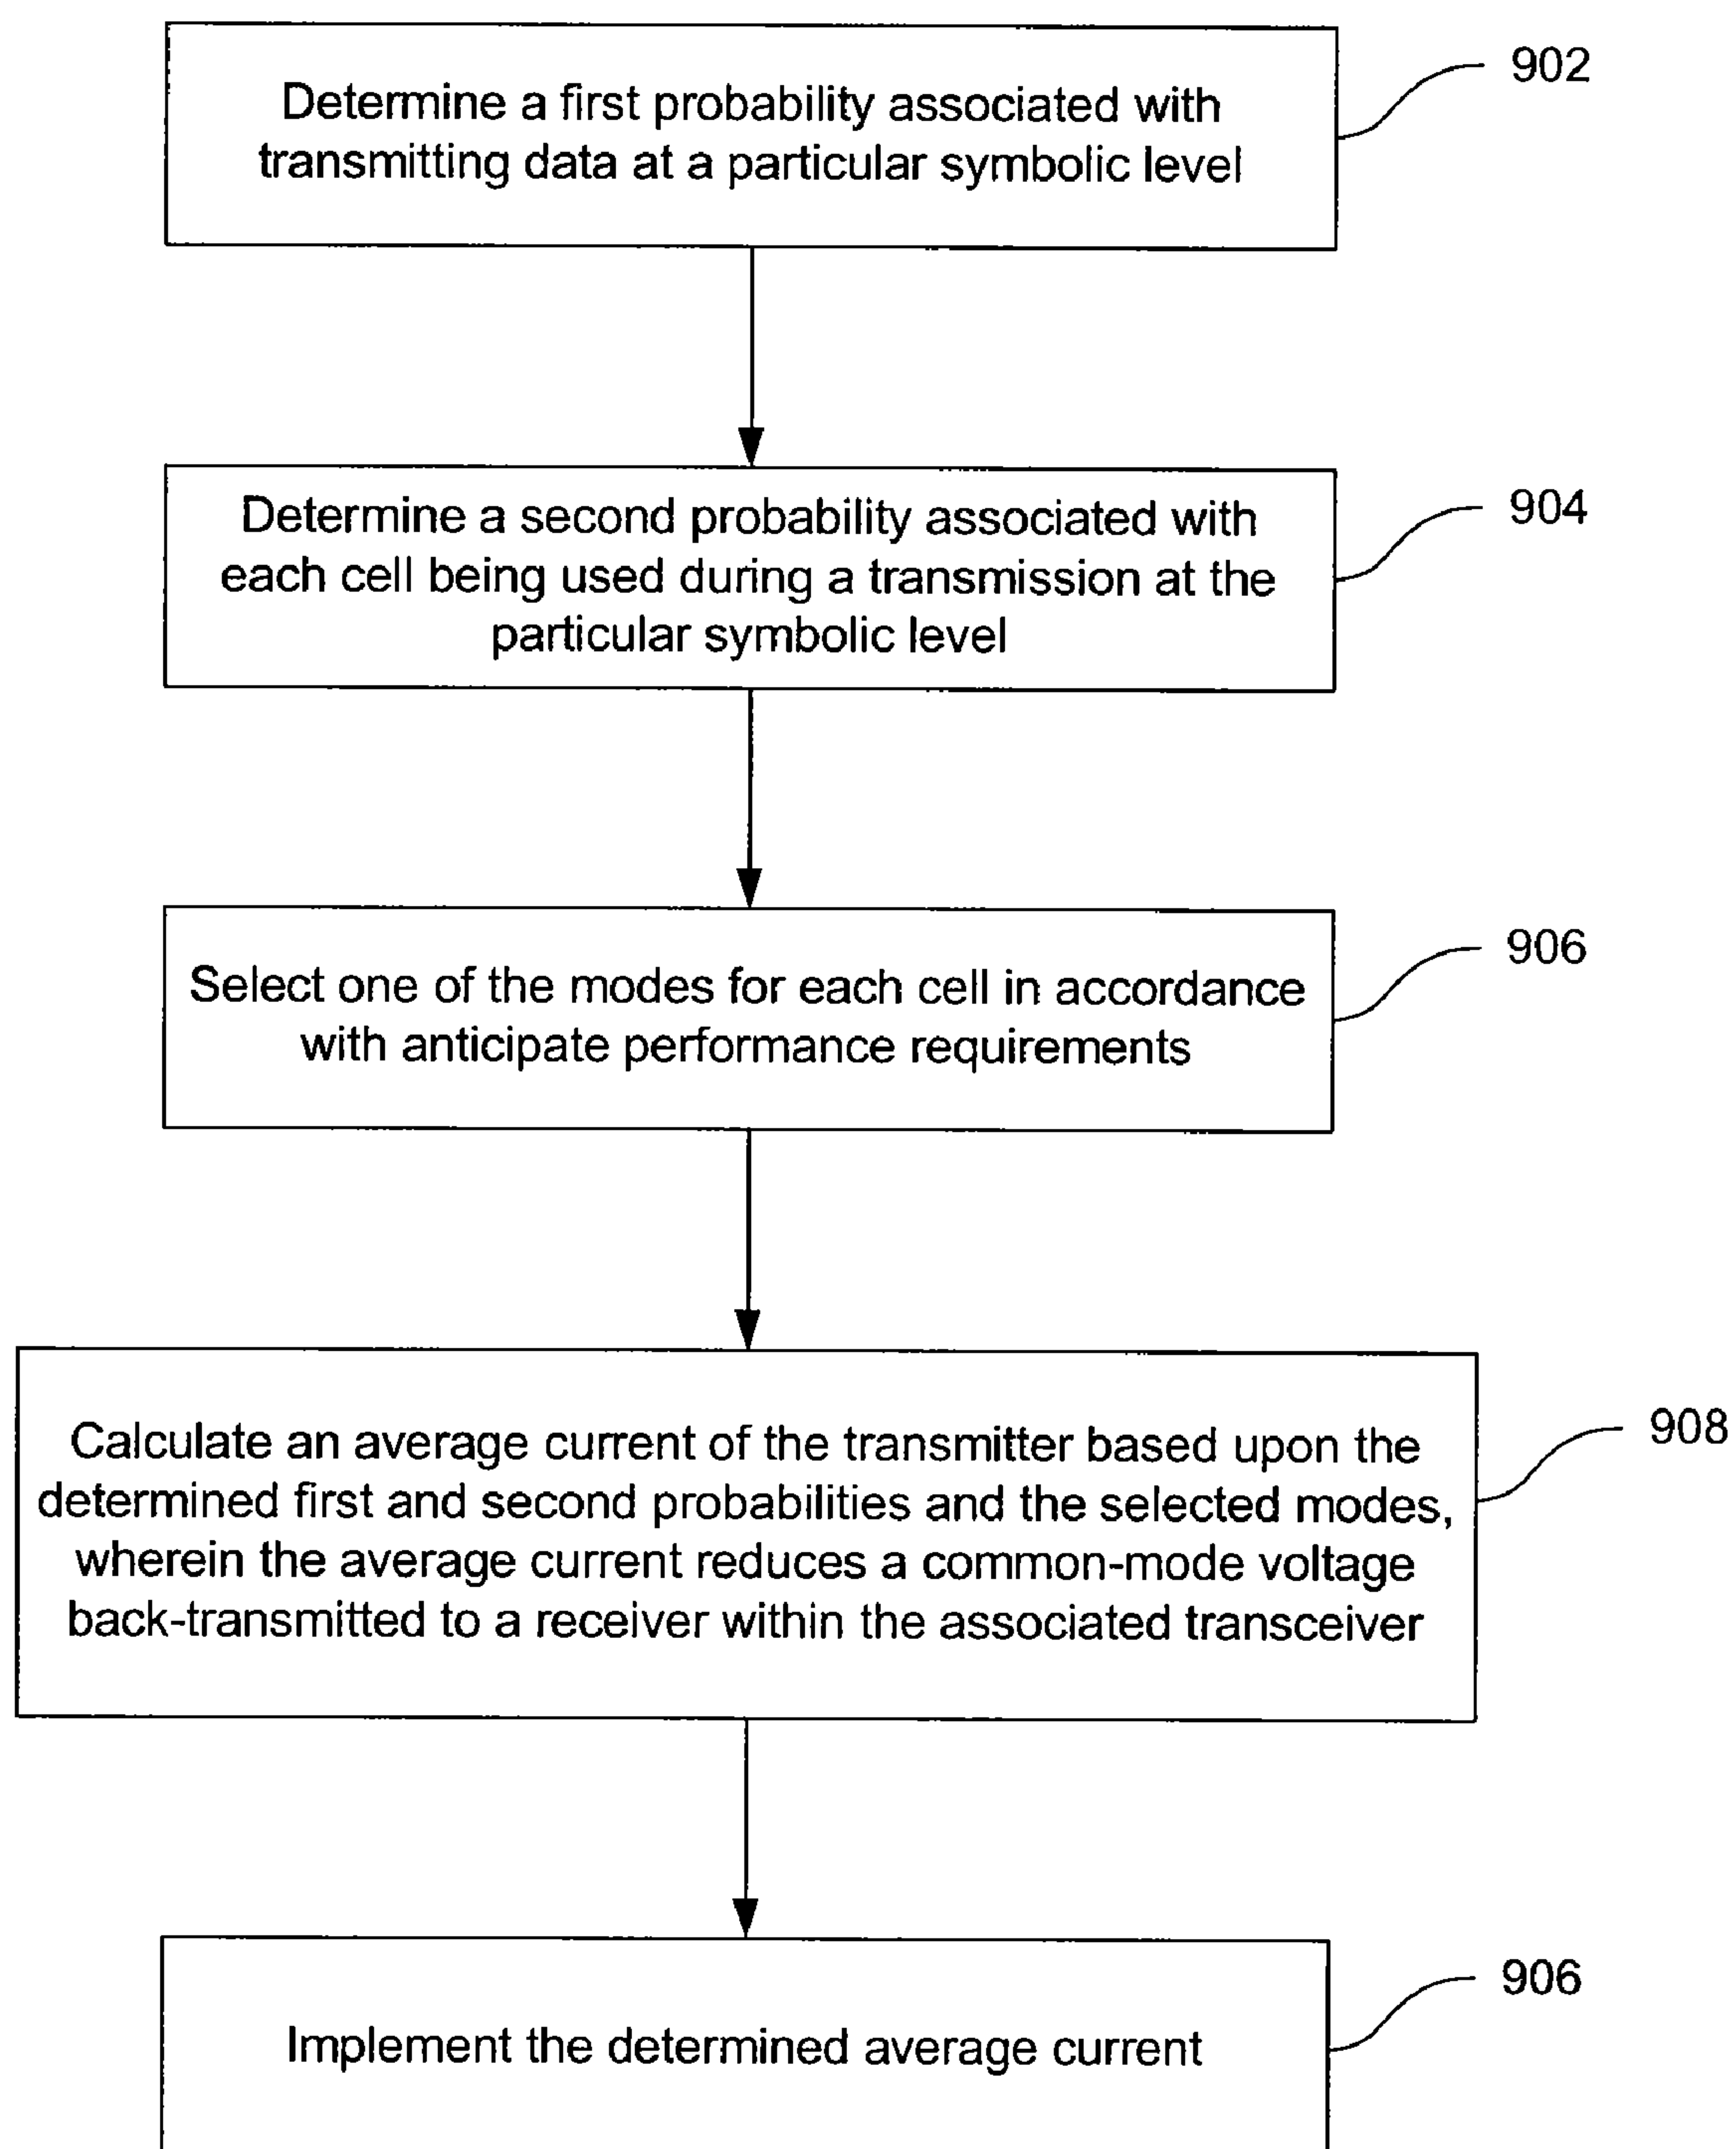 Determine a first probability associated with
transmitting data at a particular symbolic level
902
Determine a second probability associated with
each cell being used during a transmission at the
particular symbolic level
904
Select one of the modes for each cell in accordance
with anticipate performance requirements
906
Calculate an average current of the transmitter based upon the
determined first and second probabilities and the selected modes,
wherein the average current reduces a common-mode voltage
back-transmitted to a receiver within the associated transceiver
908
Implement the determined average current
906